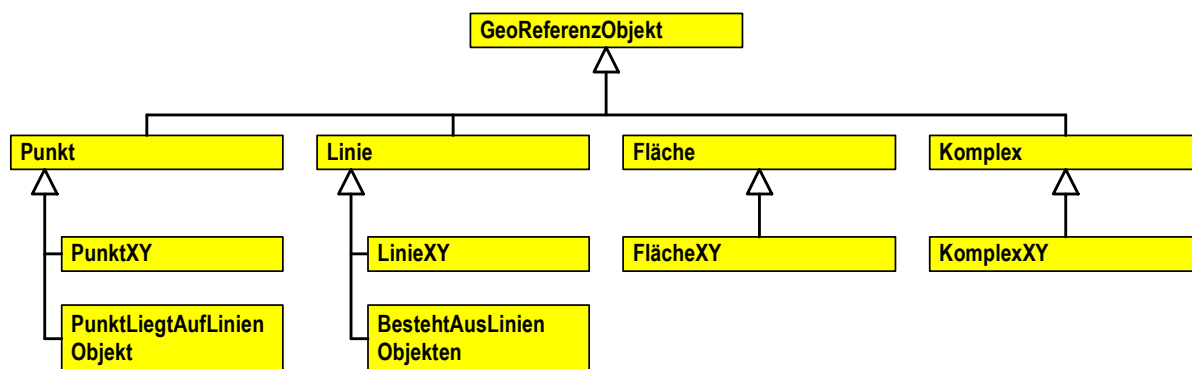 GeoReferenzObjekt
Punkt
Linie
Fläche
Komplex
PunktXY
LinieXY
FlächeXY
KomplexXY
PunktLiegtAufLinien
Objekt
BestehtAusLinien
Objekten